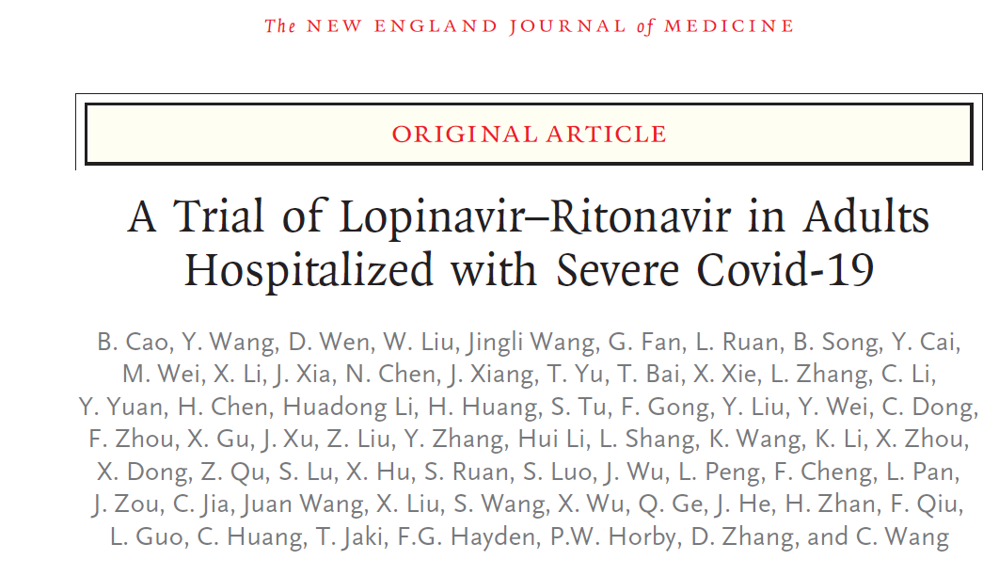 The NEW ENGLAND JOURNAL of MEDICINE
ORIGINAL ARTICLE
A Trial of Lopinavir–Ritonavir in Adults
Hospitalized with Severe Covid-19
B. Cao, Y. Wang, D. Wen, W. Liu, Jingli Wang, G. Fan, L. Ruan, B. Song, Y. Cai,
M. Wei, X. Li, J. Xia, N. Chen, J. Xiang, T. Yu, T. Bai, X. Xie, L. Zhang, C. Li,
Y. Yuan, H. Chen, Huadong Li, H. Huang, S. Tu, F. Gong, Y. Liu, Y. Wei, C. Dong,
F. Zhou, X. Gu, J. Xu, Z. Liu, Y. Zhang, Hui Li, L. Shang, K. Wang, K. Li, X. Zhou,
X. Dong, Z. Qu, S. Lu, X. Hu, S. Ruan, S. Luo, J. Wu, L. Peng, F. Cheng, L. Pan,
J. Zou, C. Jia, Juan Wang, X. Liu, S. Wang, X. Wu, Q. Ge, J. He, H. Zhan, F. Qiu,
L. Guo, C. Huang, T. Jaki, F.G. Hayden, P.W. Horby, D. Zhang, and C. Wang